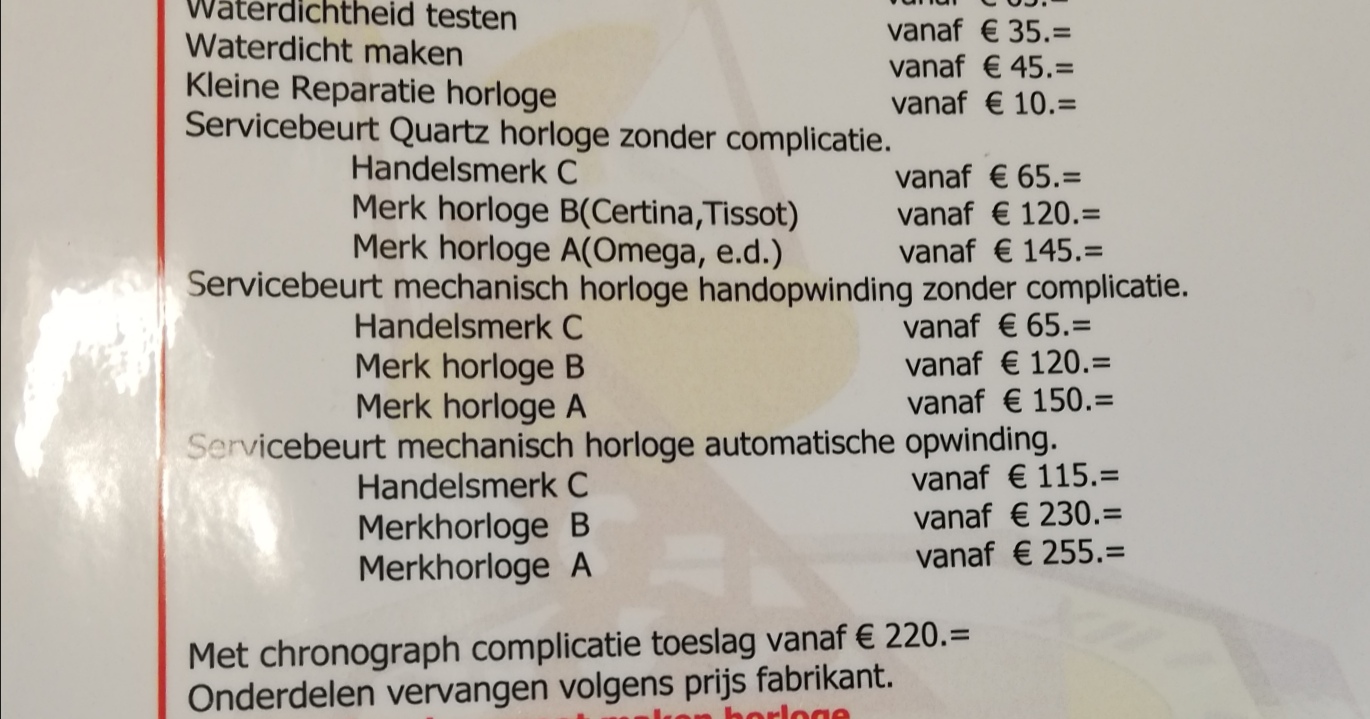 Waterdichtheid testen vanaf € 35.=
Waterdicht maken vanaf € 45.=
Kleine Reparatie horloge vanaf € 10.=
Servicebeurt Quartz horloge zonder complicatie.
Handelsmerk C vanaf € 65.=
Merk horloge B(Certina,Tissot) vanaf € 120.=
Merk horloge A(Omega, e.d.) vanaf € 145.=
Servicebeurt mechanisch horloge handopwinding zonder complicatie.
Handelsmerk C vanaf € 65.=
Merk horloge B vanaf € 120.=
Merk horloge A vanaf € 150.=
Servicebeurt mechanisch horloge automatische opwinding.
Handelsmerk C vanaf € 115.=
Merkhorloge B vanaf € 230.=
Merkhorloge A vanaf € 255.=
Met chronograph complicatie toeslag vanaf € 220.=
Onderdelen vervangen volgens prijs fabrikant.
maken horloge